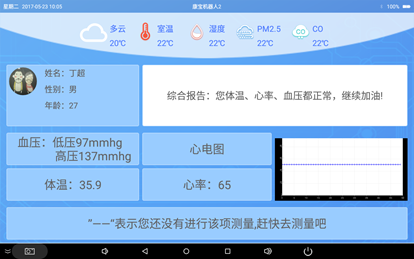 星期二 2017-05-23 10:05 康宝机器人2 100%
多云 室温 湿度 PM2.5 CO
20℃ 22℃ 22℃ 22℃ 22℃
姓名：丁超
性别：男
年龄：27
综合报告：您体温、心率、血压都正常，继续加油!
血压：低压97mmhg
高压137mmhg
心电图
体温：35.9
心率：65
"——"表示您还没有进行该项测量,赶快去测量吧